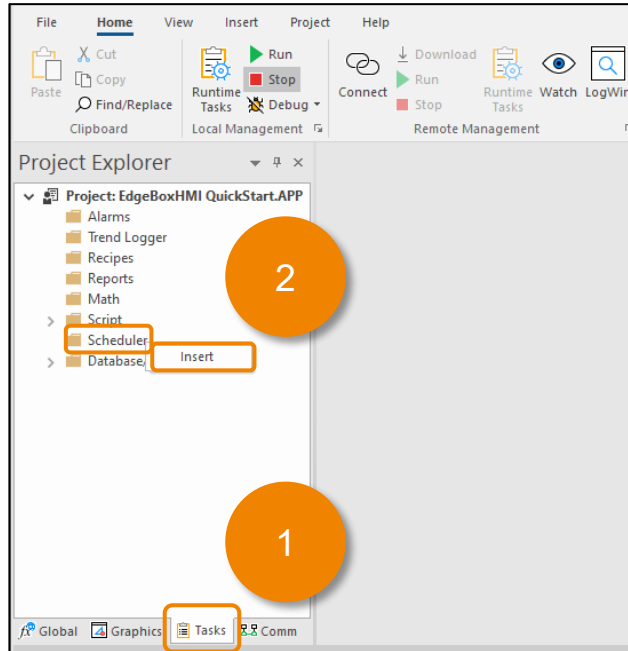 File Home View Insert Project Help
Cut
Copy
Find/Replace
Paste
Clipboard
Runtime
Tasks
Run
Stop
Debug
Local Management
Connect
Download
Run
Stop
Runtime
Tasks
Watch
LogWin
Remote Management
Project Explorer
Project: EdgeBoxHMI QuickStart.APP
Alarms
Trend Logger
Recipes
Reports
Math
Script
Scheduler
Insert
Database/
2
1
fx Global Graphics Tasks Comm